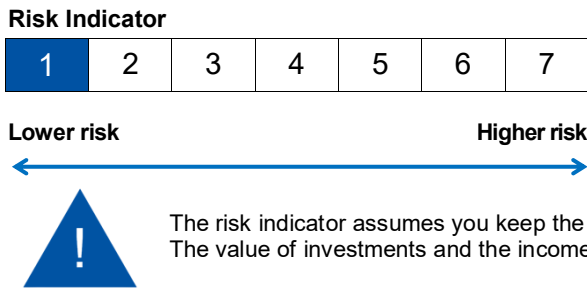 Risk Indicator
1 2 3 4 5 6 7
Lower risk Higher risk
!
The risk indicator assumes you keep the
The value of investments and the income